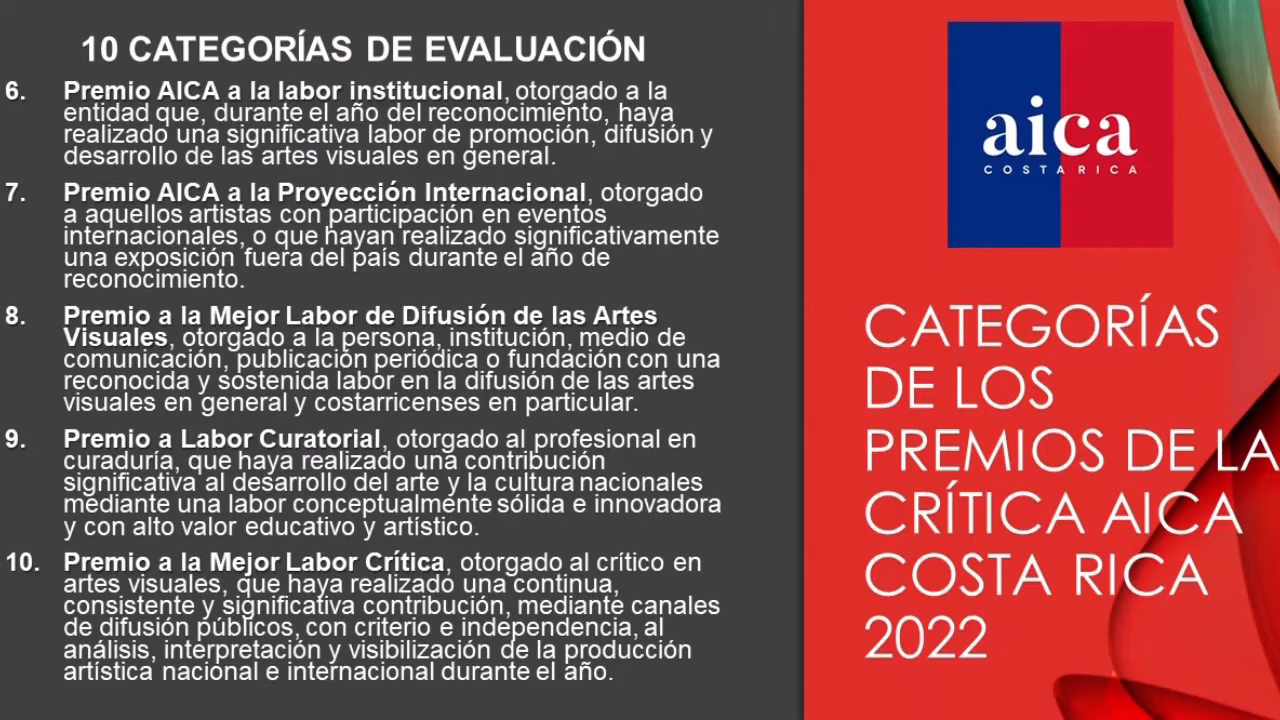 10 CATEGORÍAS DE EVALUACIÓN
6. Premio AICA a la labor institucional, otorgado a la
entidad que, durante el año del reconocimiento, haya
realizado una significativa labor de promoción, difusión y
desarrollo de las artes visuales en general.
7. Premio AICA a la Proyección Internacional, otorgado
a aquellos artistas con participación en eventos
internacionales, o que hayan realizado significativamente
una exposición fuera del país durante el año de
reconocimiento.
8. Premio a la Mejor Labor de Difusión de las Artes
Visuales, otorgado a la persona, institución, medio de
comunicación, publicación periódica o fundación con una
reconocida y sostenida labor en la difusión de las artes
visuales en general y costarricenses en particular.
9. Premio a Labor Curatorial, otorgado al profesional en
curaduría, que haya realizado una contribución
significativa al desarrollo del arte y la cultura nacionales
mediante una labor conceptualmente sólida e innovadora
y con alto valor educativo y artístico.
10. Premio a la Mejor Labor Crítica, otorgado al crítico en
artes visuales, que haya realizado una continua,
consistente y significativa contribución, mediante canales
de difusión públicos, con criterio e independencia, al
análisis, interpretación y visibilización de la producción
artística nacional e internacional durante el año.
aica
COSTA RICA
CATEGORÍAS
DE LOS
PREMIOS DE LA
CRÍTICA AICA
COSTA RICA
2022